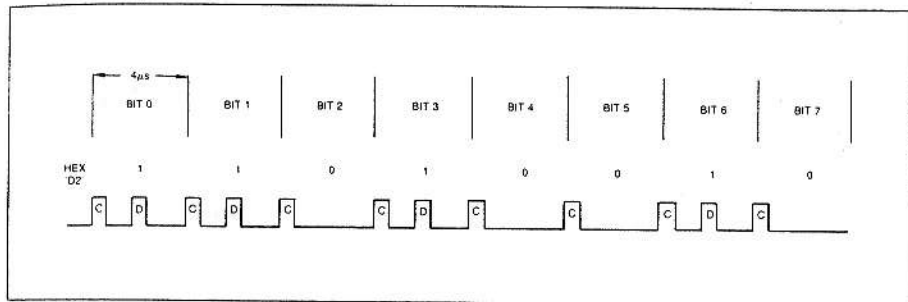 4μs
BIT 0 BIT 1 BIT 2 BIT 3 BIT 4 BIT 5 BIT 6 BIT 7
HEX 1 1 0 1 0 0 1 0
'D2'
C D C D C C D C C C D C